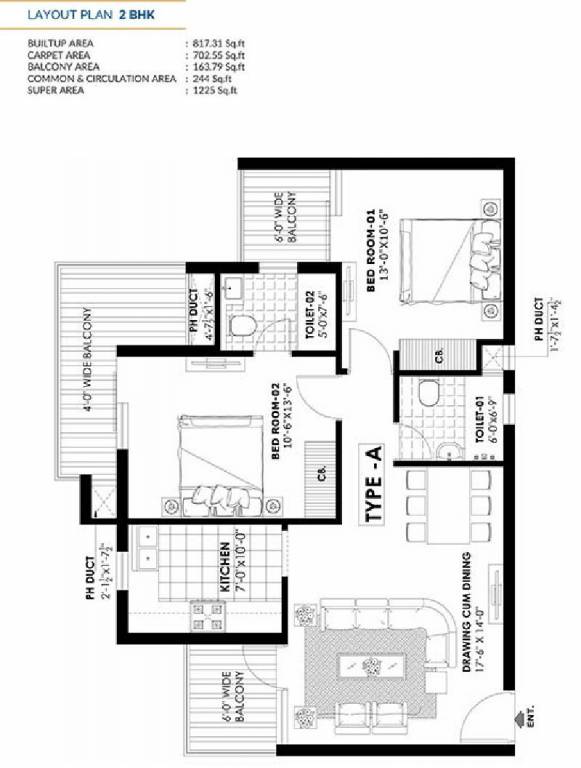 LAYOUT PLAN 2 BHK
BUILTUP AREA : 817.31 Sq.ft
CARPET AREA : 702.55 Sq.ft
BALCONY AREA : 163.79 Sq.ft
COMMON & CIRCULATION AREA : 244 Sq.ft
SUPER AREA : 1225 Sq.ft
6'-0" WIDE
BALCONY
BED ROOM-01
13'-0"X10'-6"
PH DUCT
4'-7½"X1'-6"
TOILET-02
5'-0"X7'-6"
PH DUCT
1'-7½"X1'-4½"
4'-0" WIDE BALCONY
CB.
BED ROOM-02
10'-6"X13'-6"
TOILET-01
6'-0"X6'-9"
CB.
TYPE -A
PH DUCT
2'-1½"X1'-7½"
KITCHEN
7'-0"X10'-0"
DRAWING CUM DINING
17'-6" X 14'-0"
6'-0" WIDE
BALCONY
ENT.